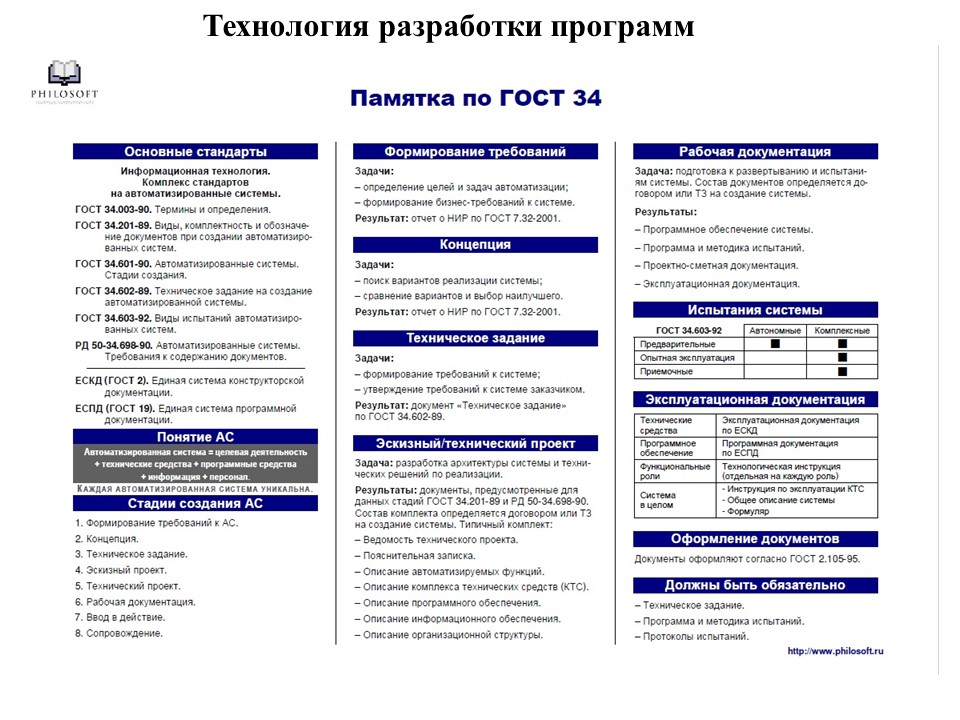 Технология разработки программ
PHILOSOFT
Памятка по ГОСТ 34
Основные стандарты
Информационная технология.
Комплекс стандартов
на автоматизированные системы.
ГОСТ 34.003-90. Термины и определения.
ГОСТ 34.201-89. Виды, комплектность и обозначе-
ние документов при создании автоматизиро-
ванных систем.
ГОСТ 34.601-90. Автоматизированные системы.
Стадии создания.
ГОСТ 34.602-89. Техническое задание на создание
автоматизированной системы.
ГОСТ 34.603-92. Виды испытаний автоматизиро-
ванных систем.
РД 50-34.698-90. Автоматизированные системы.
Требования к содержанию документов.
ЕСКД (ГОСТ 2). Единая система конструкторской
документации.
ЕСПД (ГОСТ 19). Единая система программной
документации.
Понятие АС
Автоматизированная система = целевая деятельность
+ технические средства + программные средства
+ информация + персонал.
Каждая автоматизированная система уникальна.
Стадии создания АС
1. Формирование требований к АС.
2. Концепция.
3. Техническое задание.
4. Эскизный проект.
5. Технический проект.
6. Рабочая документация.
7. Ввод в действие.
8. Сопровождение.
Формирование требований
Задачи:
– определение целей и задач автоматизации;
– формирование бизнес-требований к системе.
Результат: отчет о НИР по ГОСТ 7.32-2001.
Концепция
Задачи:
– поиск вариантов реализации системы;
– сравнение вариантов и выбор наилучшего.
Результат: отчет о НИР по ГОСТ 7.32-2001.
Техническое задание
Задачи:
– формирование требований к системе;
– утверждение требований к системе заказчиком.
Результат: документ «Техническое задание»
по ГОСТ 34.602-89.
Эскизный/технический проект
Задача: разработка архитектуры системы и техни-
ческих решений по реализации.
Результаты: документы, предусмотренные для
данных стадий ГОСТ 34.201-89 и РД 50-34.698-90.
Состав комплекта определяется договором или ТЗ
на создание системы. Типичный комплект:
– Ведомость технического проекта.
– Пояснительная записка.
– Описание автоматизируемых функций.
– Описание комплекса технических средств (КТС).
– Описание программного обеспечения.
– Описание информационного обеспечения.
– Описание организационной структуры.
Рабочая документация
Задача: подготовка к развертыванию и испытани-
ям системы. Состав документов определяется до-
говором или ТЗ на создание системы.
Результаты:
– Программное обеспечение системы.
– Программа и методика испытаний.
– Проектно-сметная документация.
– Эксплуатационная документация.
Испытания системы
ГОСТ 34.603-92 Автономные Комплексные
Предварительные ■ ■
Опытная эксплуатация ■
Приемочные ■
Эксплуатационная документация
Технические Эксплуатационная документация
средства по ЕСКД
Программное Программная документация
обеспечение по ЕСПД
Функциональные Технологическая инструкция
роли (отдельная на каждую роль)
- Инструкция по эксплуатации КТС
Система - Общее описание системы
в целом - Формуляр
Оформление документов
Документы оформляют согласно ГОСТ 2.105-95.
Должны быть обязательно
– Техническое задание.
– Программа и методика испытаний.
– Протоколы испытаний.
http://www.philosoft.ru